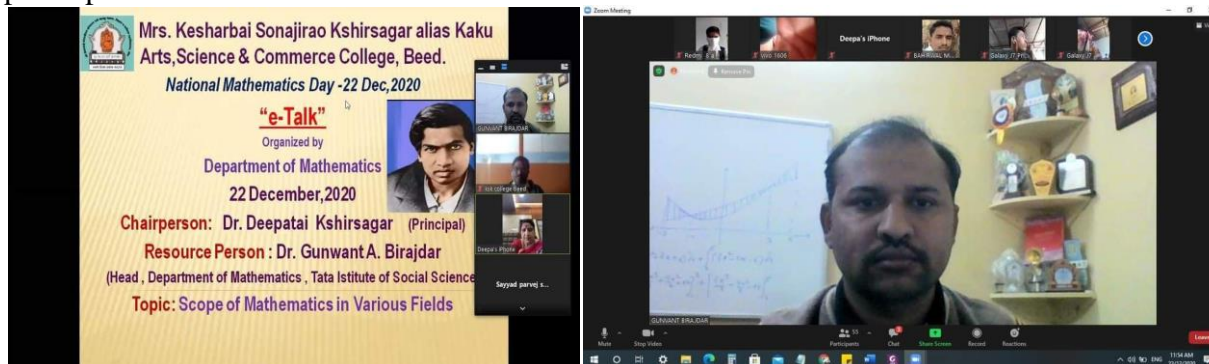 Mrs. Kesharbai Sonajirao Kshirsagar alias Kaku
Arts,Science & Commerce College, Beed.
National Mathematics Day -22 Dec,2020
“e-Talk”
Organized by
Department of Mathematics
22 December,2020
Chairperson: Dr. Deepatai Kshirsagar (Principal)
Resource Person : Dr. Gunwant A. Birajdar
(Head , Department of Mathematics , Tata Istitute of Social Science
Topic: Scope of Mathematics in Various Fields
GUNVANT BIRAJDAR
Deepa's iPhone
Sayyad parvej s...
Zoom Meeting
Deepa's iPhone
GUNVANT BIRAJDAR
Mute
Stop Video
Participants
Chat
Share Screen
Record
Reactions
Leave
ENG
11:54 AM